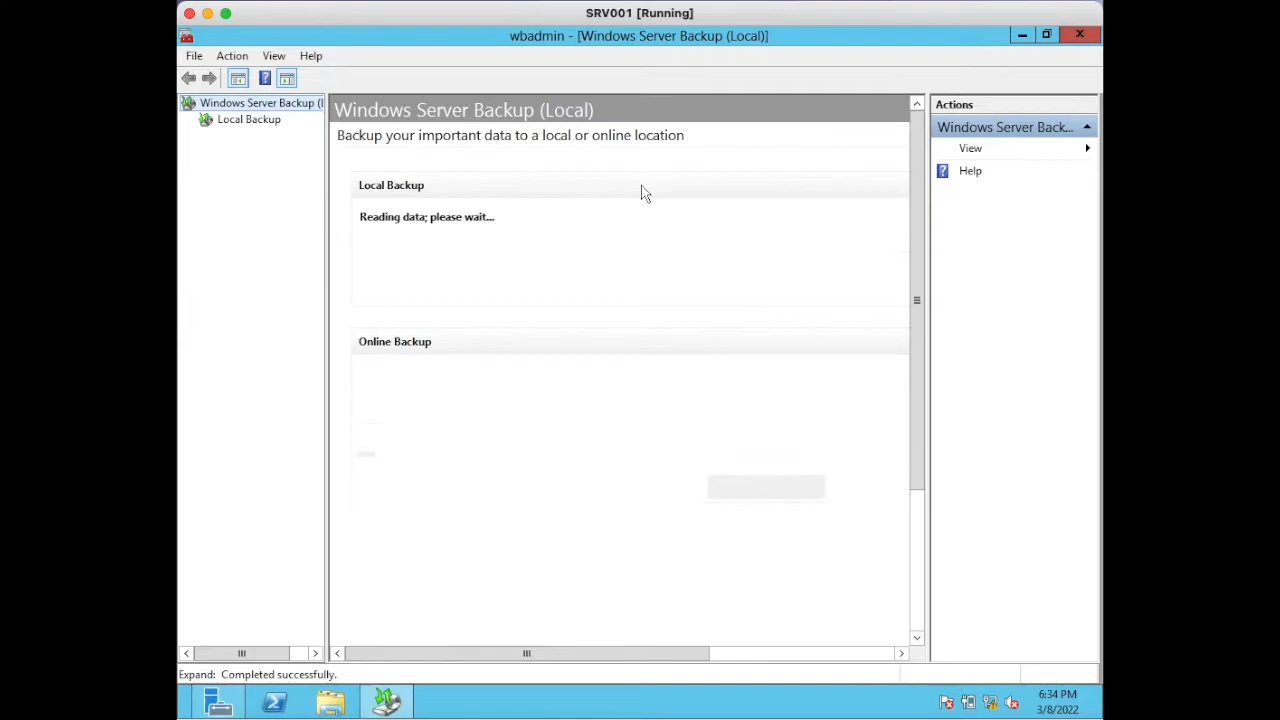 SRV001 [Running]
wbadmin - [Windows Server Backup (Local)]
File Action View Help
Windows Server Backup (l
Local Backup
Windows Server Backup (Local)
Backup your important data to a local or online location
Local Backup
Reading data; please wait...
Online Backup
Actions
Windows Server Back...
View
Help
Expand: Completed successfully.
6:34 PM
3/8/2022